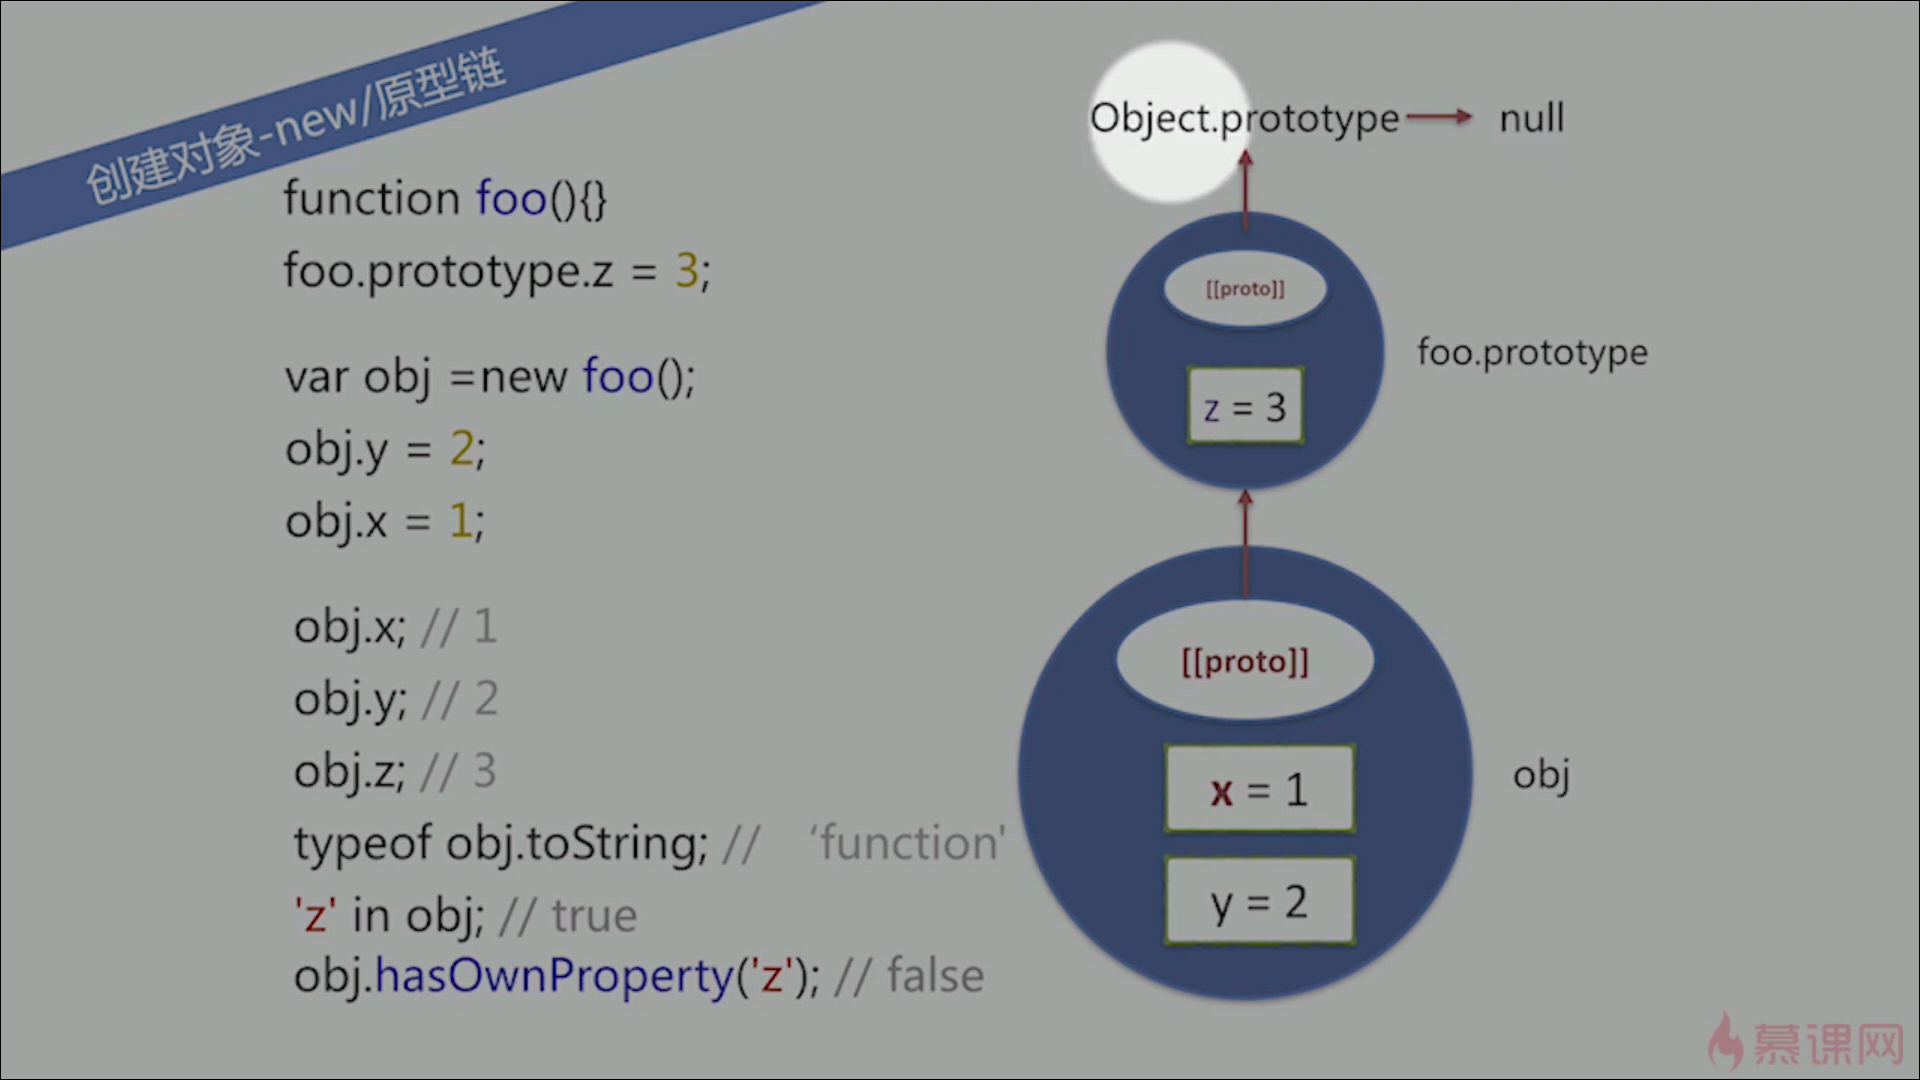 创建对象-new/原型链
function foo(){}
foo.prototype.z = 3;
var obj =new foo();
obj.y = 2;
obj.x = 1;
obj.x; // 1
obj.y; // 2
obj.z; // 3
typeof obj.toString; // ‘function'
'z' in obj; // true
obj.hasOwnProperty('z'); // false
Object.prototype
null
[[proto]]
z = 3
foo.prototype
[[proto]]
x = 1
y = 2
obj
慕课网